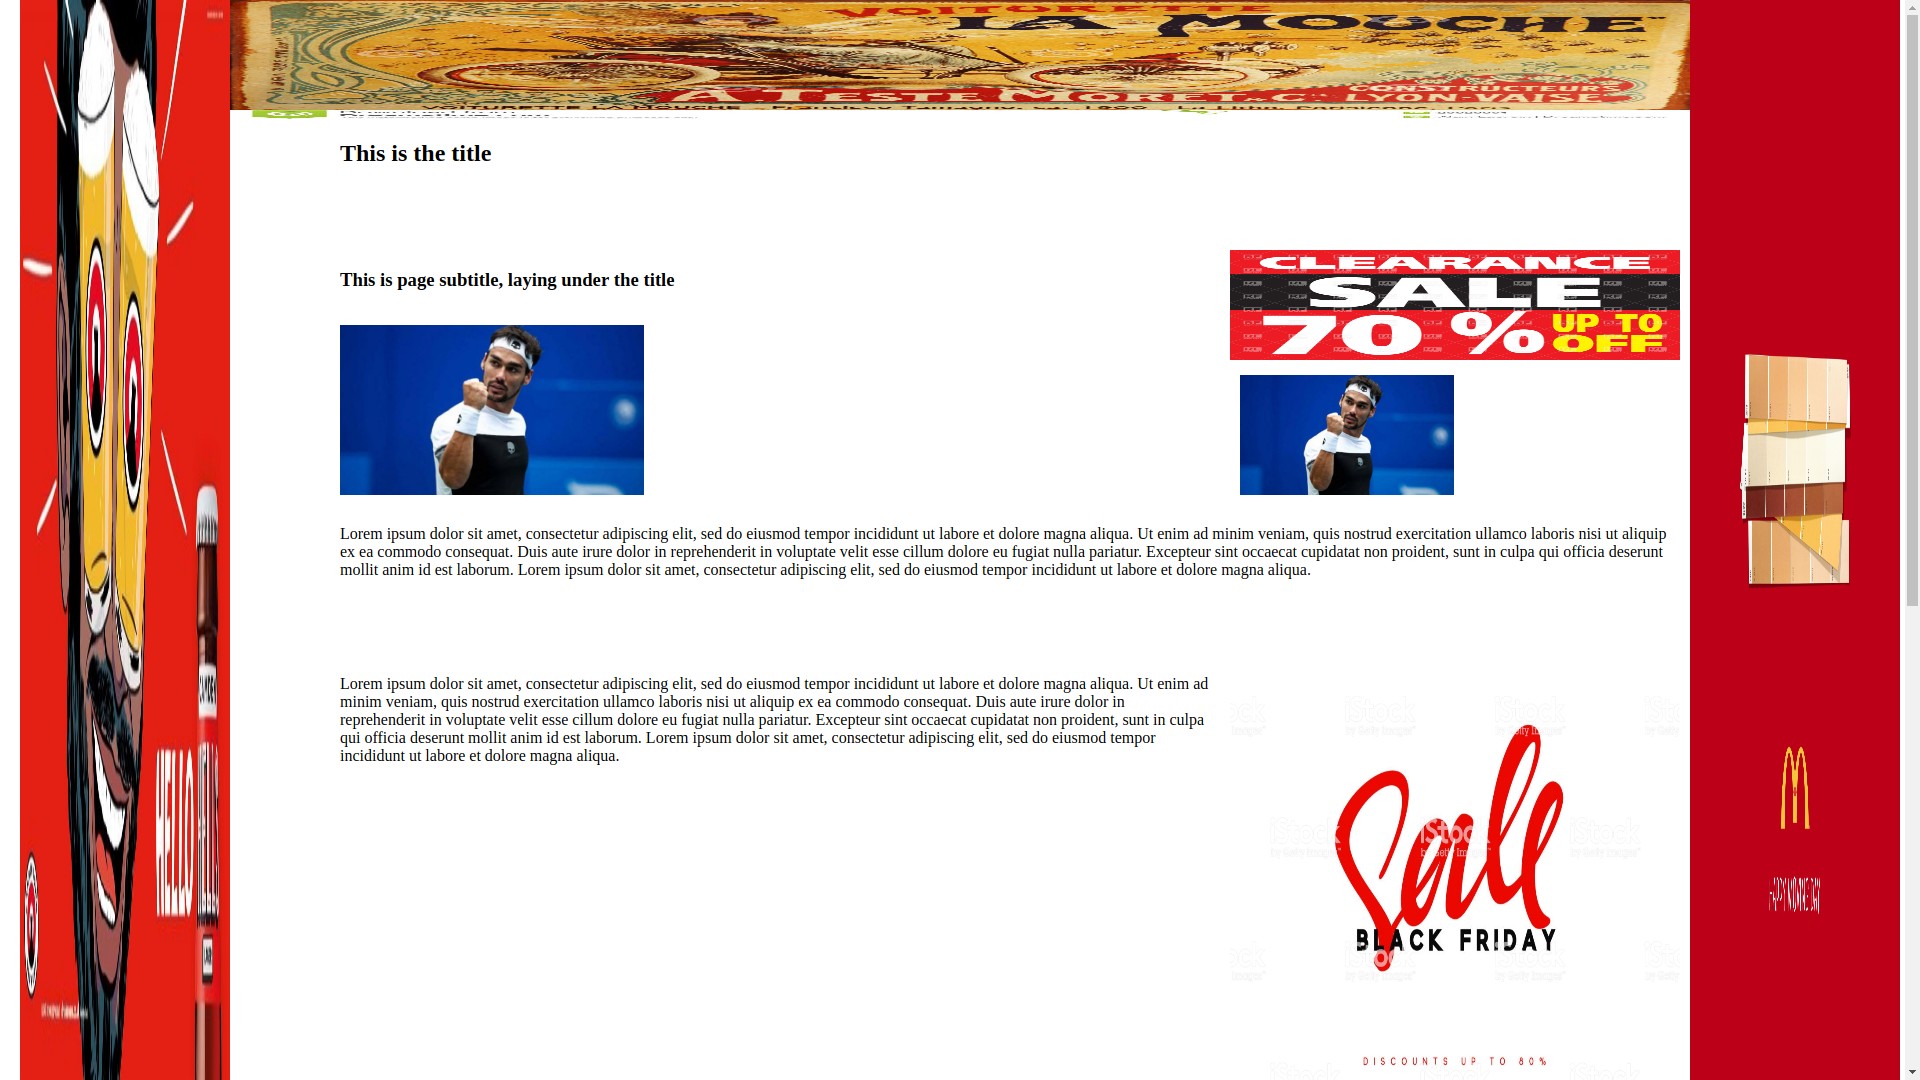 VOITURETTE
LA MOUCHE
A. TESTE MORET
CONSTRUCTEURS
LYON-VAISE
This is the title
This is page subtitle, laying under the title
CLEARANCE
SALE
70%
UP TO
OFF
Lorem ipsum dolor sit amet, consectetur adipiscing elit, sed do eiusmod tempor incididunt ut labore et dolore magna aliqua. Ut enim ad minim veniam, quis nostrud exercitation ullamco laboris nisi ut aliquip
ex ea commodo consequat. Duis aute irure dolor in reprehenderit in voluptate velit esse cillum dolore eu fugiat nulla pariatur. Excepteur sint occaecat cupidatat non proident, sunt in culpa qui officia deserunt
mollit anim id est laborum. Lorem ipsum dolor sit amet, consectetur adipiscing elit, sed do eiusmod tempor incididunt ut labore et dolore magna aliqua.
Lorem ipsum dolor sit amet, consectetur adipiscing elit, sed do eiusmod tempor incididunt ut labore et dolore magna aliqua. Ut enim ad
minim veniam, quis nostrud exercitation ullamco laboris nisi ut aliquip ex ea commodo consequat. Duis aute irure dolor in
reprehenderit in voluptate velit esse cillum dolore eu fugiat nulla pariatur. Excepteur sint occaecat cupidatat non proident, sunt in culpa
qui officia deserunt mollit anim id est laborum. Lorem ipsum dolor sit amet, consectetur adipiscing elit, sed do eiusmod tempor
incididunt ut labore et dolore magna aliqua.
Sale
BLACK FRIDAY
DISCOUNTS UP TO 80%
iStock
by Getty Images
HELLO
HELLS
CAMDEN